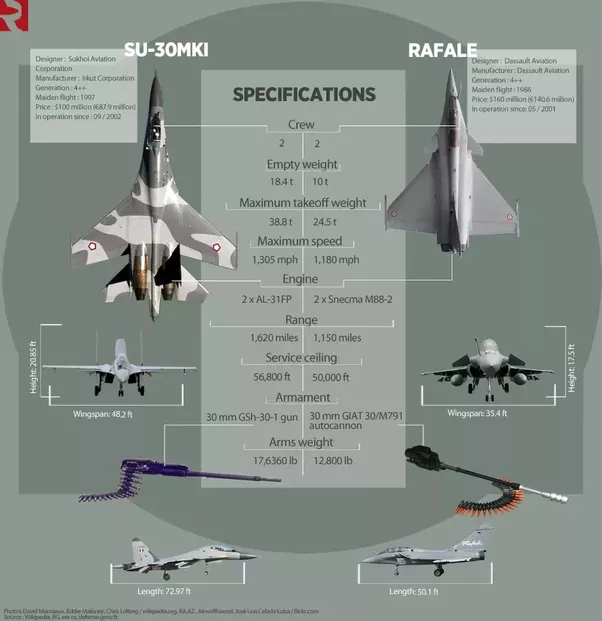 SU-30MKI
RAFALE
Designer : Sukhoi Aviation
Corporation
Manufacturer : Irkut Corporation
Generation : 4++
Maiden flight : 1997
Price : $100 million (€87.9 million)
In operation since : 09 / 2002
Designer : Dassault Aviation
Manufacturer : Dassault Aviation
Generation : 4++
Maiden flight : 1986
Price: $160 million (€140.6 million)
In operation since: 05 / 2001
SPECIFICATIONS
Crew
2 2
Empty weight
18.4 t 10 t
Maximum takeoff weight
38.8 t 24.5 t
Maximum speed
1,305 mph 1,180 mph
Engine
2 x AL-31FP 2 x Snecma M88-2
Range
1,620 miles 1,150 miles
Service ceiling
56,800 ft 50,000 ft
Armament
30 mm GSh-30-1 gun 30 mm GIAT 30/M791
autocannon
Arms weight
17,6360 lb 12,800 lb
Height: 20.85 ft
Wingspan: 48.2 ft
Height: 17.5 ft
Wingspan: 35.4 ft
Length: 72.97 ft
Length: 50.1 ft
Photos David Monniaux, Eddie Maloney, Chris Lofting / wikipedia.org, RA.AZ., Airwolfhound, José Luis Celada Euba / flickr.com
Source : Wikipedia, RG, defense.gouv.fr